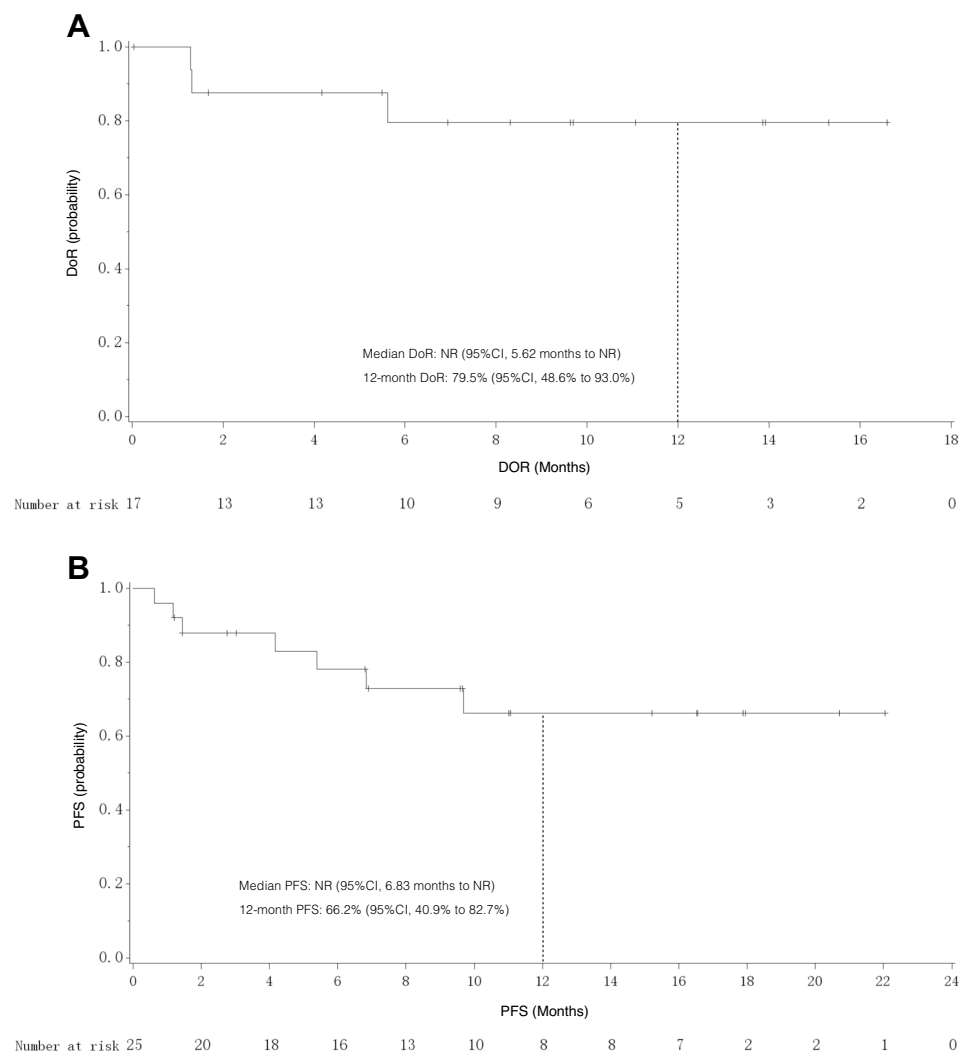 A
1.0
0.8
0.6
0.4
0.2
0.0
DoR (probability)
Median DoR: NR (95%CI, 5.62 months to NR)
12-month DoR: 79.5% (95%CI, 48.6% to 93.0%)
0 2 4 6 8 10 12 14 16 18
DOR (Months)
Number at risk 17 13 13 10 9 6 5 3 2 0
B
1.0
0.8
0.6
0.4
0.2
0.0
PFS (probability)
Median PFS: NR (95%CI, 6.83 months to NR)
12-month PFS: 66.2% (95%CI, 40.9% to 82.7%)
0 2 4 6 8 10 12 14 16 18 20 22 24
PFS (Months)
Number at risk 25 20 18 16 13 10 8 8 7 2 2 1 0